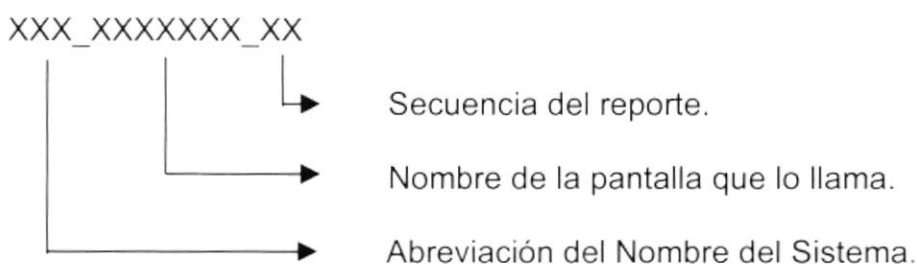 XXX_XXXXXXX_XX
Secuencia del reporte.
Nombre de la pantalla que lo llama.
Abreviación del Nombre del Sistema.